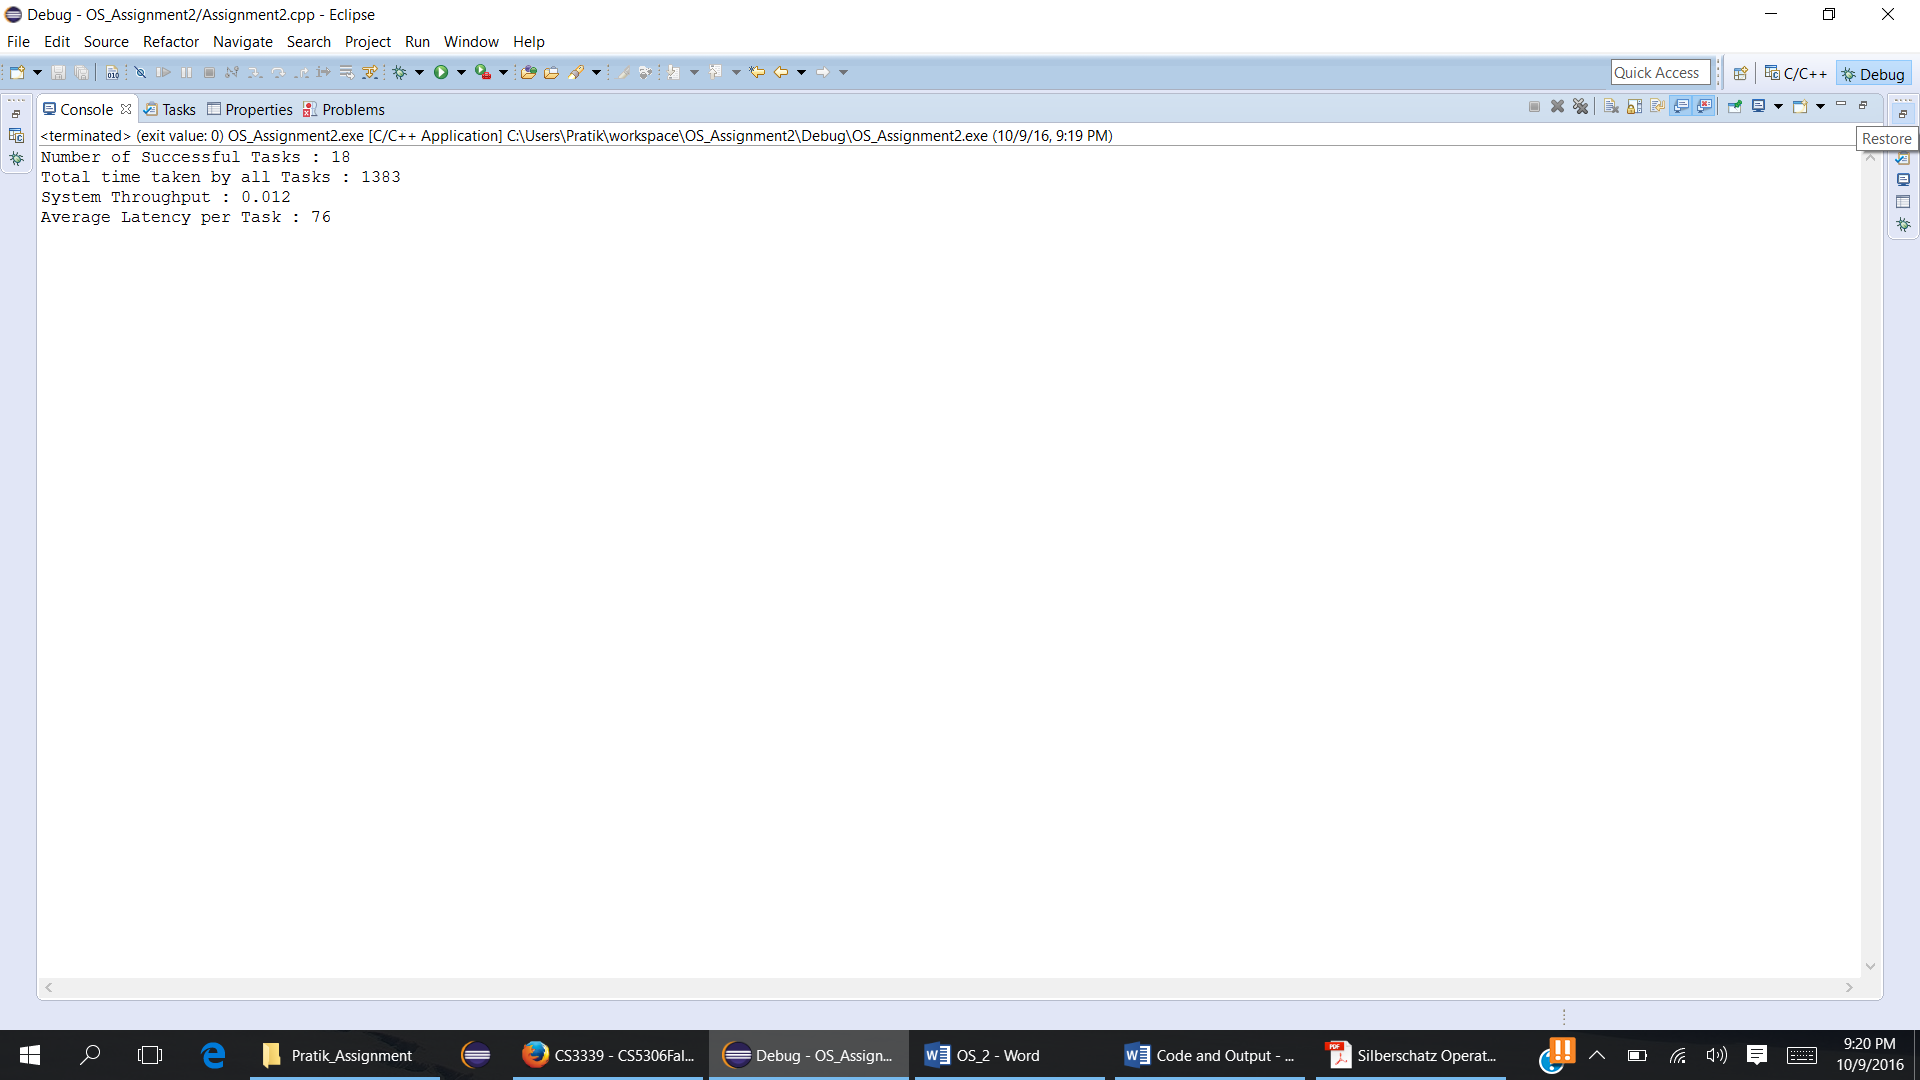 Debug - OS_Assignment2/Assignment2.cpp - Eclipse
File Edit Source Refactor Navigate Search Project Run Window Help
Quick Access C/C++ Debug
Console Tasks Properties Problems
<terminated> (exit value: 0) OS_Assignment2.exe [C/C++ Application] C:\Users\Pratik\workspace\OS_Assignment2\Debug\OS_Assignment2.exe (10/9/16, 9:19 PM)
Restore
Number of Successful Tasks : 18
Total time taken by all Tasks : 1383
System Throughput : 0.012
Average Latency per Task : 76
Pratik_Assignment CS3339 - CS5306Fal... Debug - OS_Assign... OS_2 - Word Code and Output - ... Silberschatz Operat...
9:20 PM
10/9/2016